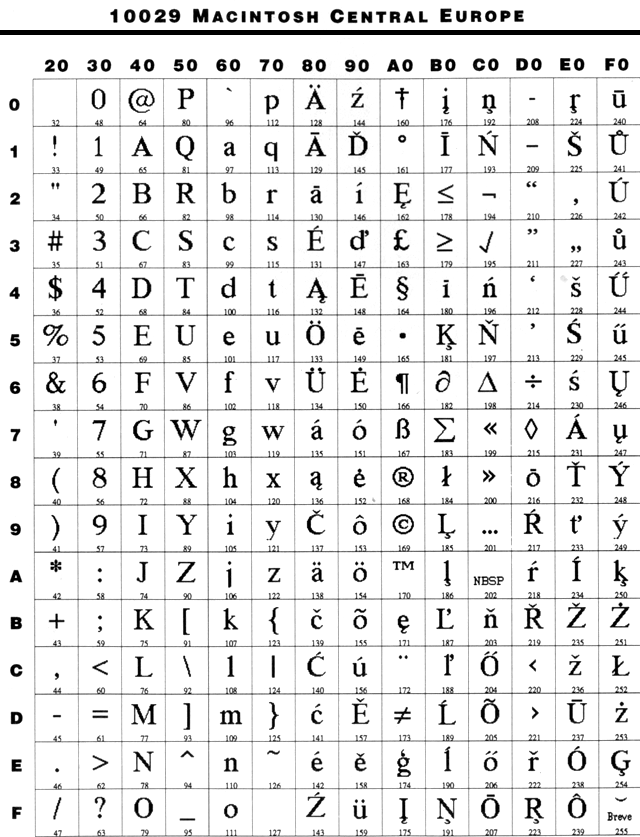 10029 MACINTOSH CENTRAL EUROPE
20 30 40 50 60 70 80 90 A0 B0 C0 D0 E0 F0
0 0 @ P ` p Ä ź † į ņ - ŗ ū
32 48 64 80 96 112 128 144 160 176 192 208 224 240
1 ! 1 A Q a q Ā Ď ° Ī Ń – Š Ů
33 49 65 81 97 113 129 145 161 177 193 209 225 241
2 " 2 B R b r ā í Ę ≤ ¬ “ ‚ Ú
34 50 66 82 98 114 130 146 162 178 194 210 226 242
3 # 3 C S c s É ď £ ≥ √ ” „ ů
35 51 67 83 99 115 131 147 163 179 195 211 227 243
4 $ 4 D T d t Ą Ē § ī ń ‘ š Ű
36 52 68 84 100 116 132 148 164 180 196 212 228 244
5 % 5 E U e u Ö ē • Ķ Ň ’ Ś ű
37 53 69 85 101 117 133 149 165 181 197 213 229 245
6 & 6 F V f v Ü Ė ¶ ∂ ∆ ÷ ś Ų
38 54 70 86 102 118 134 150 166 182 198 214 230 246
7 ' 7 G W g w á ó ß ∑ « ◊ Á ų
39 55 71 87 103 119 135 151 167 183 199 215 231 247
8 ( 8 H X h x ą ė ® ł » ō Ť Ý
40 56 72 88 104 120 136 152 168 184 200 216 232 248
9 ) 9 I Y i y Č ô © Ļ … Ŕ ť ý
41 57 73 89 105 121 137 153 169 185 201 217 233 249
A * : J Z j z ä ö ™ ļ NBSP ŕ Í ķ
42 58 74 90 106 122 138 154 170 186 202 218 234 250
B + ; K [ k { č õ ę Ľ ň Ř Ž Ż
43 59 75 91 107 123 139 155 171 187 203 219 235 251
C , < L \ l | Ć ú ¨ ľ Ő ‹ ž Ł
44 60 76 92 108 124 140 156 172 188 204 220 236 252
D - = M ] m } ć Ě ≠ Ĺ Õ › Ū ż
45 61 77 93 109 125 141 157 173 189 205 221 237 253
E . > N ^ n ~ é ě ģ ĺ ő ř Ó Ģ
46 62 78 94 110 126 142 158 174 190 206 222 238 254
F / ? O _ o Ź ü Į Ņ Ō Ŗ Ô ˘ Breve
47 63 79 95 111 127 143 159 175 191 207 223 239 255